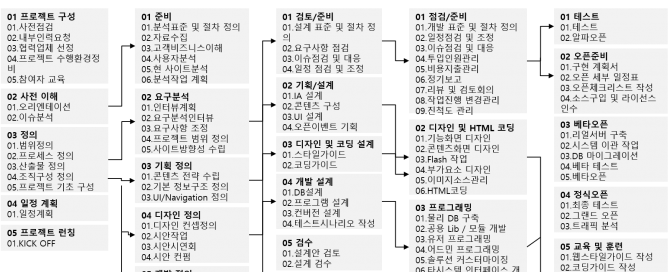 01 프로젝트 구성
01.사전점검
02.내부인력요청
03.협력업체 선정
04.프로젝트 수행환경정
비
05.참여자 교육
02 사전 이해
01.오리엔테이션
02.이슈분석
03 정의
01.범위정의
02.프로세스 정의
03.산출물 정의
04.조직구성 정의
05.프로젝트 기초 구성
04 일정 계획
01.일정계획
05 프로젝트 런칭
01.KICK OFF
01 준비
01.분석표준 및 절차 정의
02.자료수집
03.고객비즈니스이해
04.사용자분석
05.현 사이트분석
06.분석작업 계획
02 요구분석
01.인터뷰계획
02.요구분석인터뷰
03.요구사항 조정
04.프로젝트 범위 정의
05.사이트방향성 수립
03 기획 정의
01.콘텐츠 전략 수립
02.기본 정보구조 정의
03.UI/Navigation 정의
04 디자인 정의
01.디자인 컨셉정의
02.시안작업
03.시안시연회
04.시안 컨펌
01 검토/준비
01.설계 표준 및 절차 정
의
02.요구사항 점검
03.이슈점검 및 대응
04.일정 점검 및 조정
02 기획/설계
01.IA 설계
02.콘텐츠 구성
03.UI 설계
04.오픈이벤트 기획
03 디자인 및 코딩 설계
01.스타일가이드
02.코딩가이드
04 개발 설계
01.DB설계
02.프로그램 설계
03.컨버전 설계
04.테스트시나리오 작성
05 검수
01.설계안 검토
02.설계 검수
01 점검/준비
01.개발 표준 및 절차 정의
02.일정점검 및 조정
03.이슈점검 및 대응
04.투입인원관리
05.비용지출관리
06.정기보고
07.리뷰 및 검토회의
08.작업진행 변경관리
09.진척도 관리
02 디자인 및 HTML 코딩
01.기능화면 디자인
02.콘텐츠화면 디자인
03.Flash 작업
04.부가요소 디자인
05.이미지소스관리
06.HTML코딩
03 프로그래밍
01.물리 DB 구축
02.공용 Lib / 모듈 개발
03.유저 프로그래밍
04.어드민 프로그래밍
05.솔루션 커스터마이징
06.타시스템 인터페이스 개
01 테스트
01.테스트
02.알파오픈
02 오픈준비
01.구현 계획서
02.오픈 세부 일정표
03.오픈체크리스트 작성
04.소스구입 및 라이선스
인수
03 베타오픈
01.리얼서버 구축
02.시스템 이관 작업
03.DB 마이그레이션
04.베타 테스트
05.베타오픈
04 정식오픈
01.최종 테스트
02.그랜드 오픈
03.트래픽 분석
05 교육 및 훈련
01.웹스타일가이드 작성
02.코딩가이드 작성